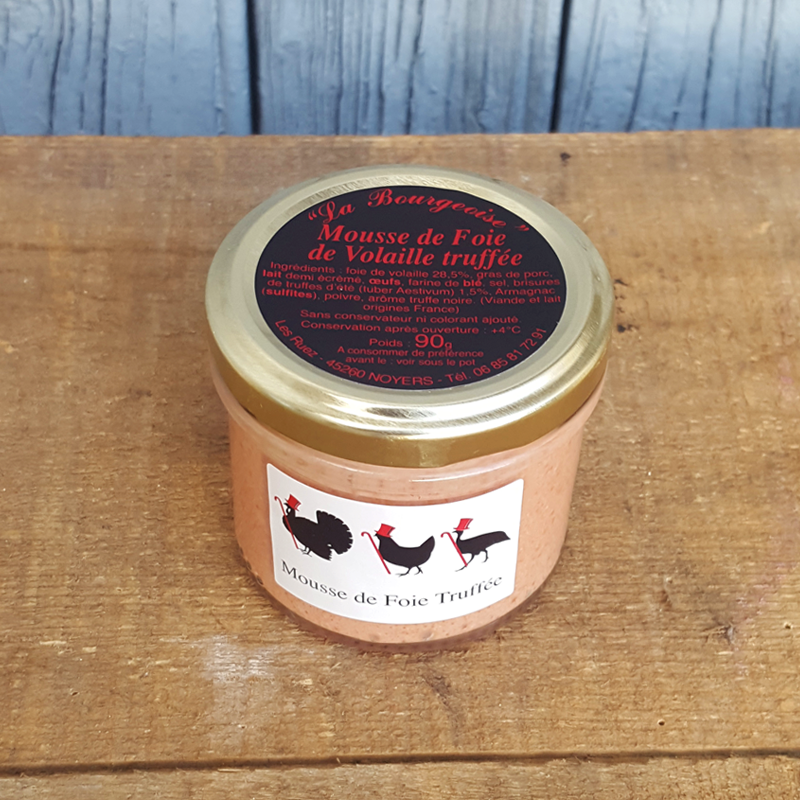 "La Bourgeoise"
Mousse de Foie
de Volaille truffée
Ingrédients : foie de volaille 28,5%, gras de porc,
lait demi écrémé, œufs, farine de blé, sel, brisures
de truffes d'été (tuber Aestivum) 1,5%, Armagnac
(sulfites), poivre, arôme truffe noire. (Viande et lait
origines France)
Sans conservateur ni colorant ajouté.
Conservation après ouverture : +4°C
Poids : 90g
A consommer de préférence
avant le : voir sous le pot
Les Ruez - 45260 NOYERS - Tél. 06 85 81 72 91
Mousse de Foie Truffée